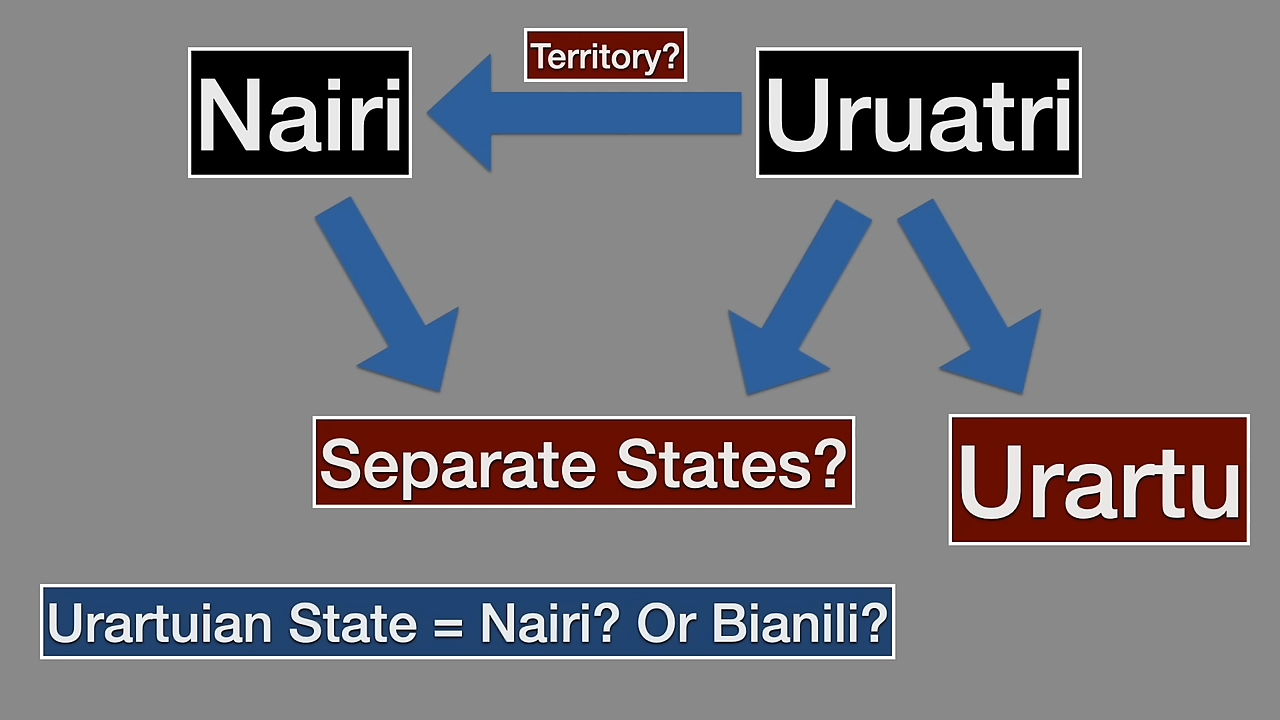 Territory?
Nairi
Uruatri
Separate States?
Urartu
Urartuian State = Nairi? Or Bianili?